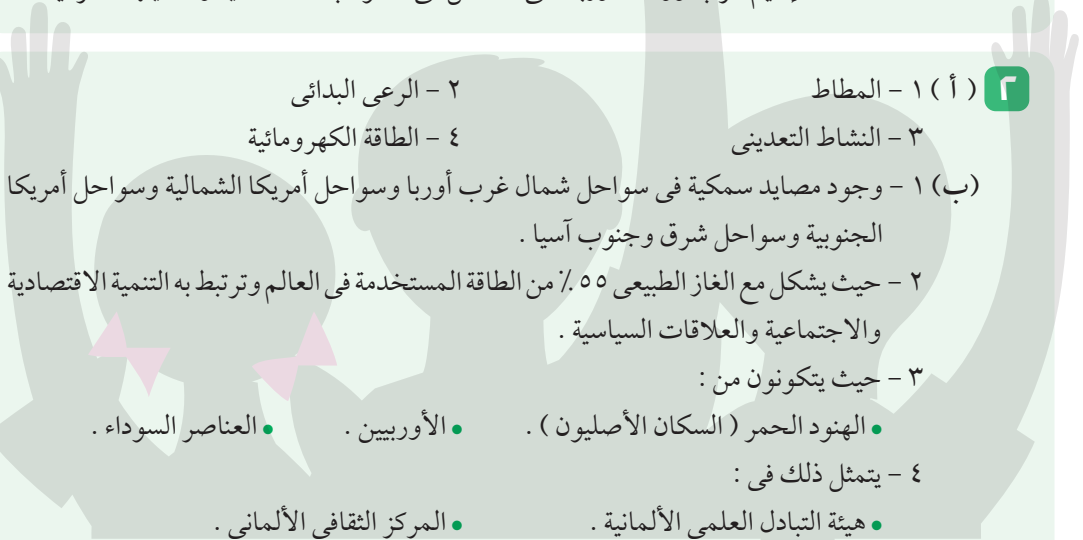 ٢ ( أ ) ١ - المطاط ٢ - الرعى البدائى
٣ - النشاط التعدينى ٤ - الطاقة الكهرومائية
(ب) ١ - وجود مصايد سمكية فى سواحل شمال غرب أوربا وسواحل أمريكا الشمالية وسواحل أمريكا
الجنوبية وسواحل شرق وجنوب آسيا .
٢ - حيث يشكل مع الغاز الطبيعى ٥٥٪ من الطاقة المستخدمة فى العالم وترتبط به التنمية الاقتصادية
والاجتماعية والعلاقات السياسية .
٣ - حيث يتكونون من :
• الهنود الحمر ( السكان الأصليون ) . • الأوربيين . • العناصر السوداء .
٤ - يتمثل ذلك فى :
• هيئة التبادل العلمى الألمانية . • المركز الثقافى الألمانى .